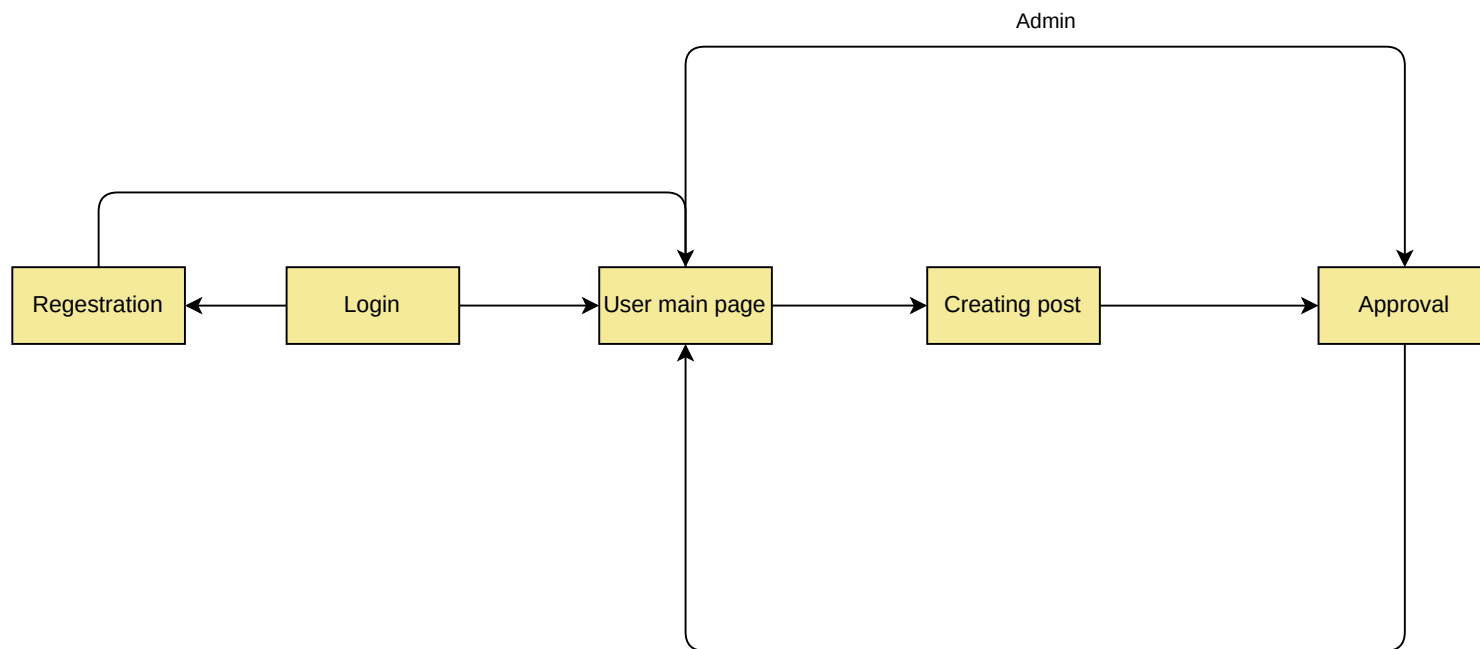 Admin
Regestration
Login
User main page
Creating post
Approval